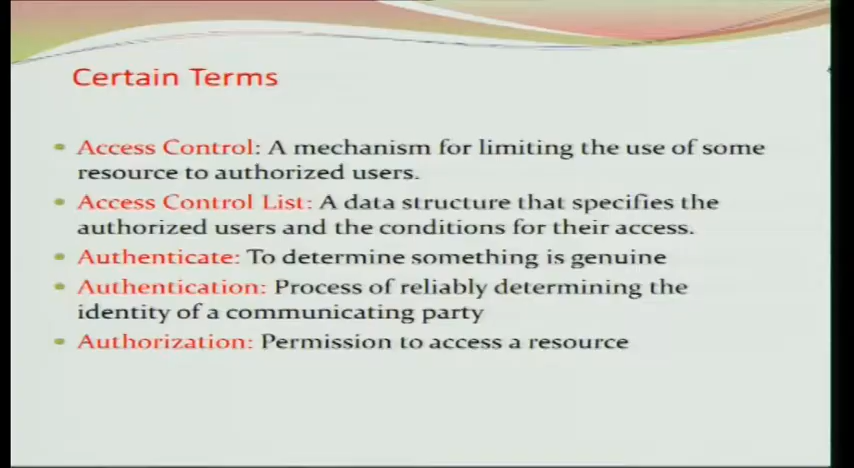 Certain Terms
Access Control: A mechanism for limiting the use of some
resource to authorized users.
Access Control List: A data structure that specifies the
authorized users and the conditions for their access.
Authenticate: To determine something is genuine
Authentication: Process of reliably determining the
identity of a communicating party
Authorization: Permission to access a resource